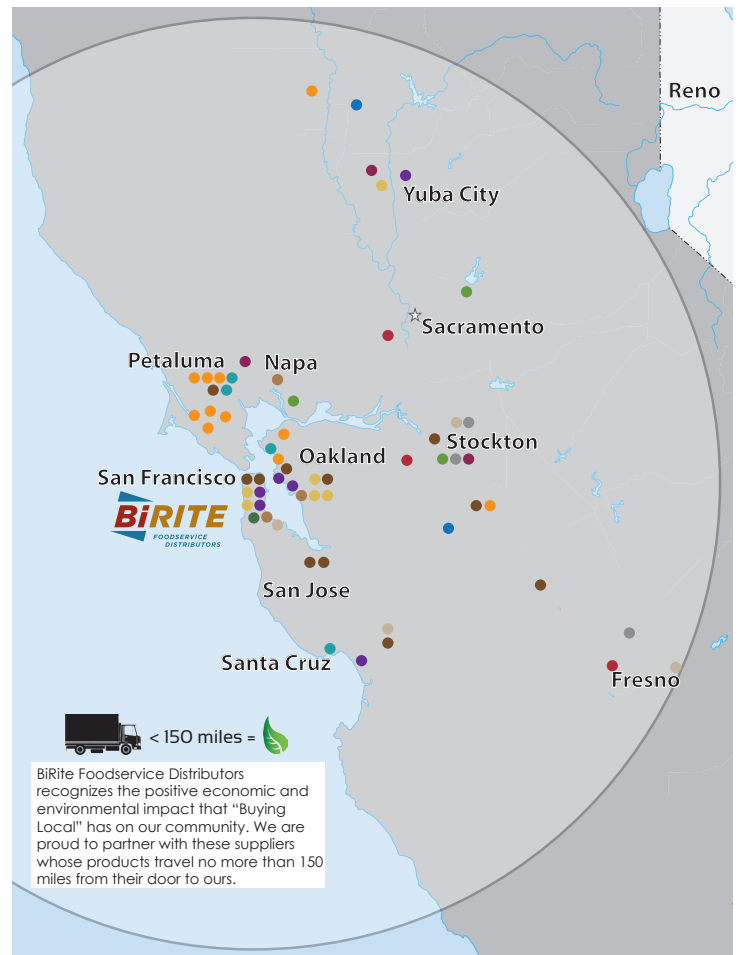 Reno
Yuba City
Sacramento
Petaluma
Napa
Stockton
Oakland
San Francisco
BiRITE
FOODSERVICE
DISTRIBUTORS
San Jose
Santa Cruz
Fresno
< 150 miles =
BiRite Foodservice Distributors
recognizes the positive economic and
environmental impact that “Buying
Local” has on our community. We are
proud to partner with these suppliers
whose products travel no more than 150
miles from their door to ours.